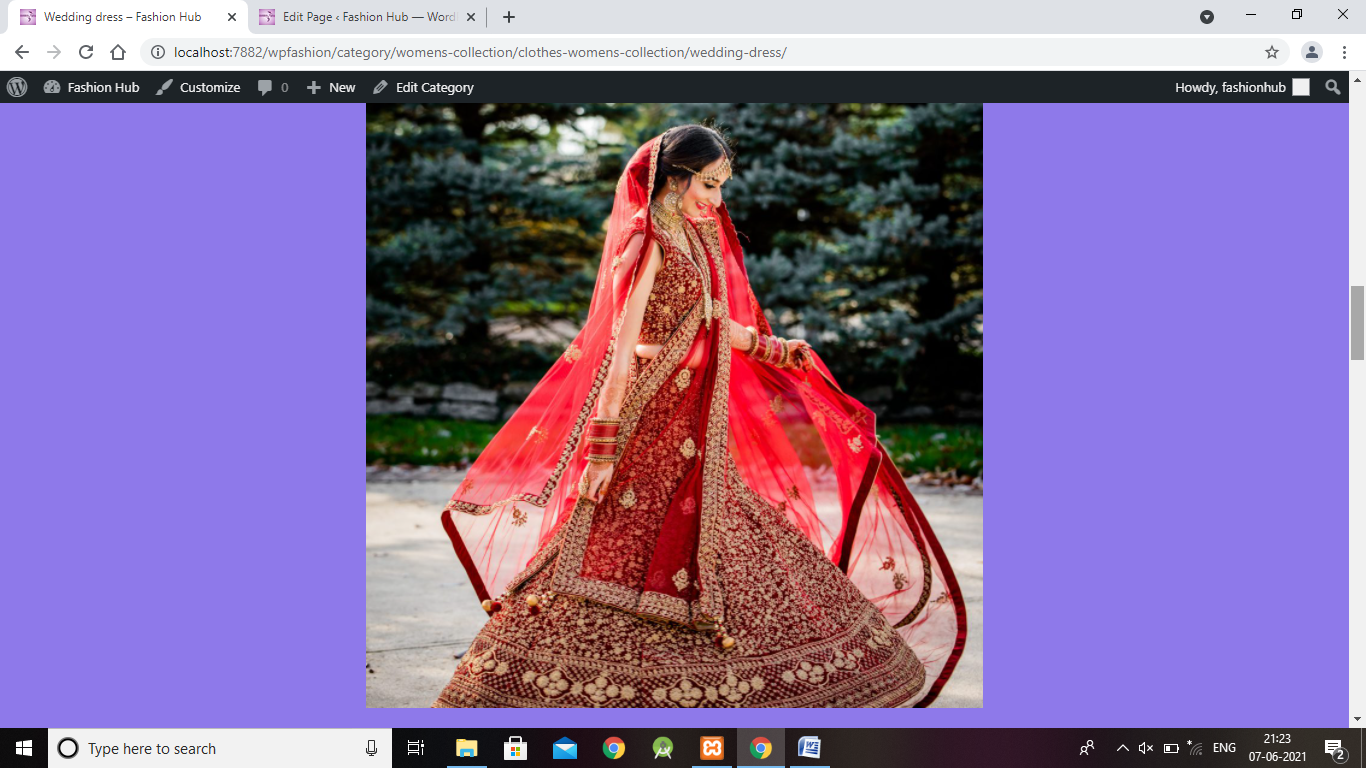 Wedding dress – Fashion Hub
Edit Page ‹ Fashion Hub — Word
localhost:7882/wpfashion/category/womens-collection/clothes-womens-collection/wedding-dress/
Fashion Hub
Customize
0
New
Edit Category
Howdy, fashionhub
Type here to search
ENG
21:23
07-06-2021
2